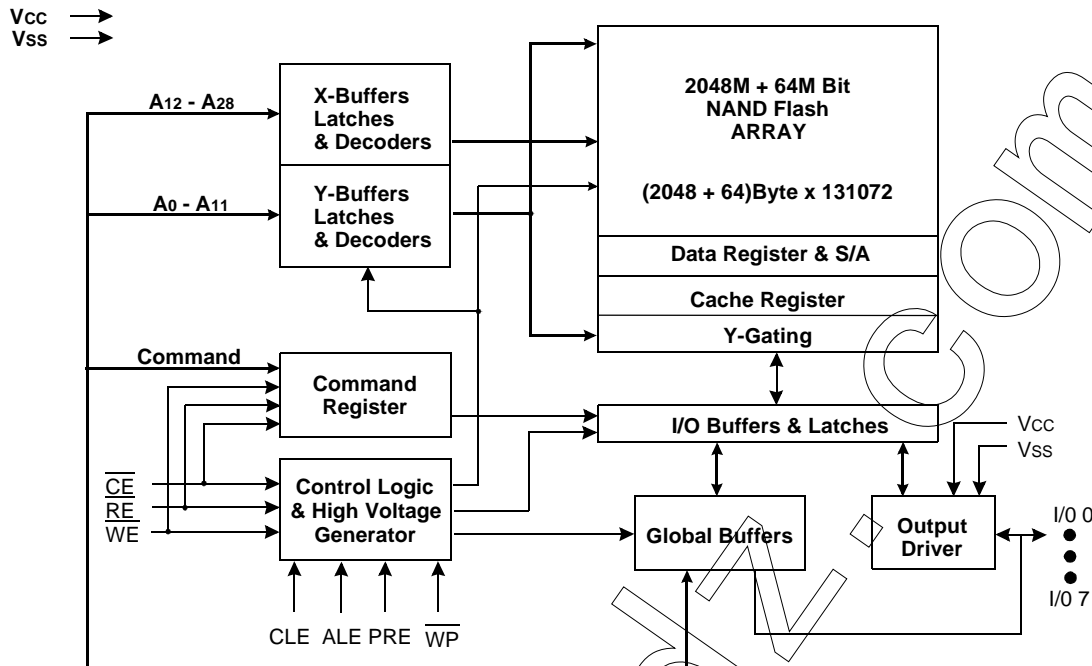 VCC
VSS
A12 - A28
X-Buffers
Latches
& Decoders
A0 - A11
Y-Buffers
Latches
& Decoders
2048M + 64M Bit
NAND Flash
ARRAY
(2048 + 64)Byte x 131072
Data Register & S/A
Cache Register
Y-Gating
Command
Command
Register
I/O Buffers & Latches
VCC
VSS
CE
RE
WE
Control Logic
& High Voltage
Generator
Global Buffers
Output
Driver
I/0 0
I/0 7
CLE
ALE
PRE
WP
.com